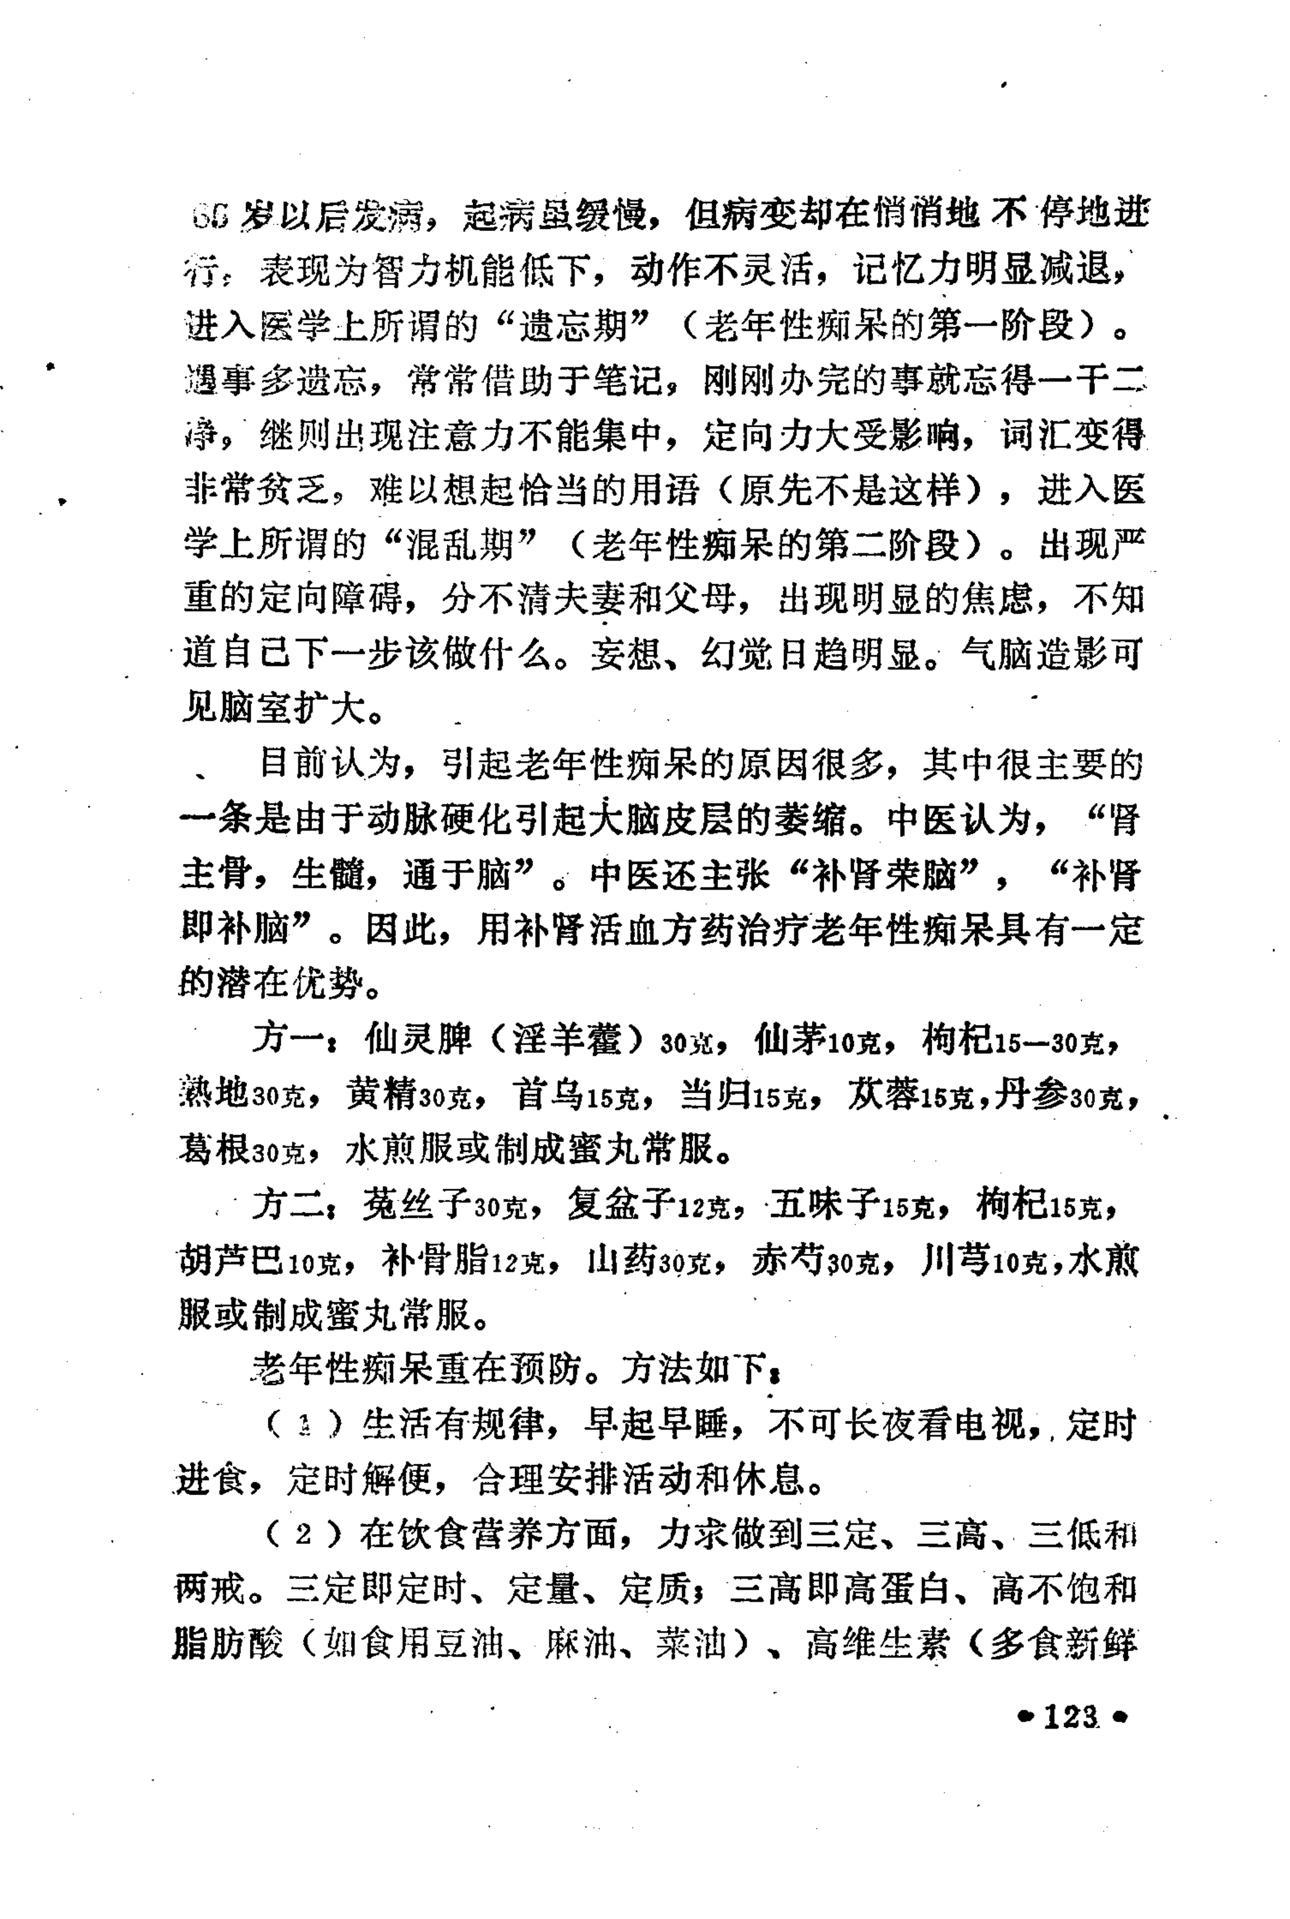 岁以后发病，起病虽缓慢，但病变却在悄悄地不停地进
行。表现为智力机能低下，动作不灵活，记忆力明显减退，
进入医学上所谓的“遗忘期”（老年性痴呆的第一阶段）。
遇事多遗忘，常常借助于笔记，刚刚办完的事就忘得一干二
净，继则出现注意力不能集中，定向力大受影响，词汇变得
非常贫乏，难以想起恰当的用语（原先不是这样），进入医
学上所谓的“混乱期”（老年性痴呆的第二阶段）。出现严
重的定向障碍，分不清夫妻和父母，出现明显的焦虑，不知
道自己下一步该做什么。妄想、幻觉日趋明显。气脑造影可
见脑室扩大。
目前认为，引起老年性痴呆的原因很多，其中很主要的
一条是由于动脉硬化引起大脑皮层的萎缩。中医认为，“肾
主骨，生髓，通于脑”。中医还主张“补肾荣脑”，“补肾
即补脑”。因此，用补肾活血方药治疗老年性痴呆具有一定
的潜在优势。
方一：仙灵脾（淫羊藿）30克，仙茅10克，枸杞15—30克，
熟地30克，黄精30克，首乌15克，当归15克，苁蓉15克，丹参30克，
葛根30克，水煎服或制成蜜丸常服。
方二：菟丝子30克，复盆子12克，五味子15克，枸杞15克，
胡芦巴10克，补骨脂12克，山药30克，赤芍30克，川芎10克，水煎
服或制成蜜丸常服。
老年性痴呆重在预防。方法如下：
（1）生活有规律，早起早睡，不可长夜看电视，定时
进食，定时解便，合理安排活动和休息。
（2）在饮食营养方面，力求做到三定、三高、三低和
两戒。三定即定时、定量、定质；三高即高蛋白、高不饱和
脂肪酸（如食用豆油、麻油、菜油）、高维生素（多食新鲜
•123•